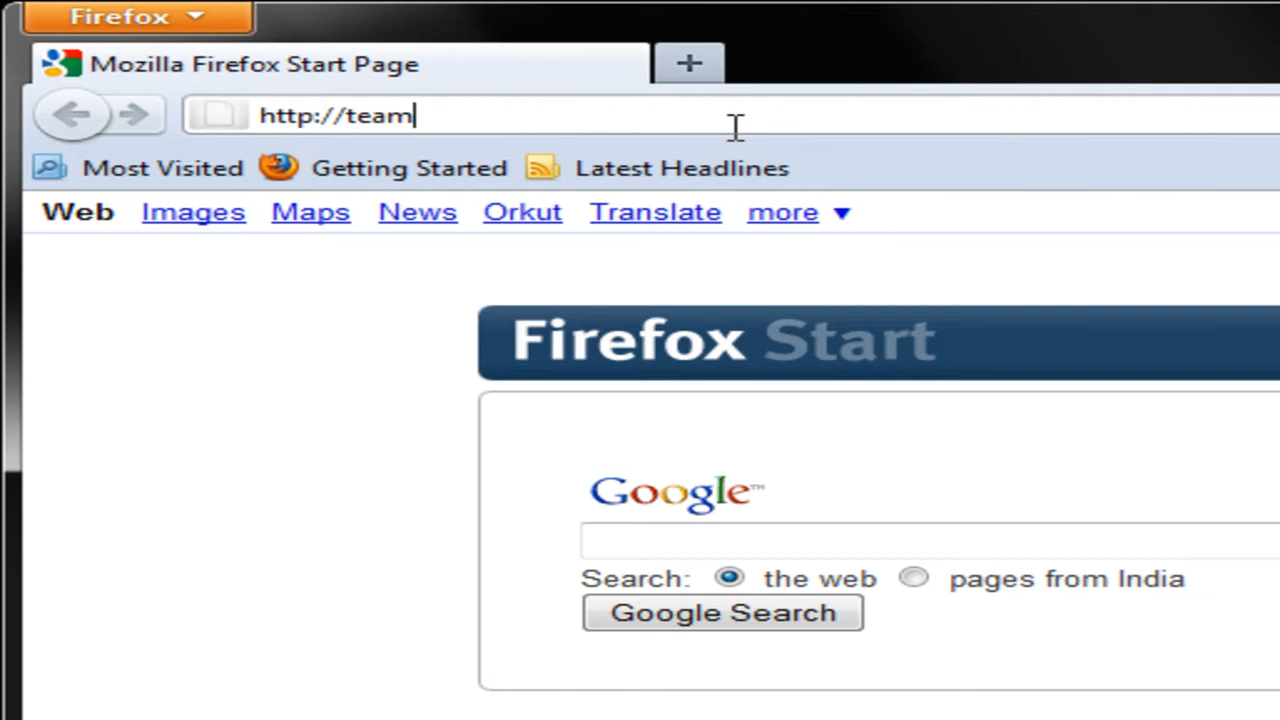 Firefox
Mozilla Firefox Start Page
http://team
Most Visited Getting Started Latest Headlines
Web Images Maps News Orkut Translate more
Firefox Start
Google™
Search: the web pages from India
Google Search